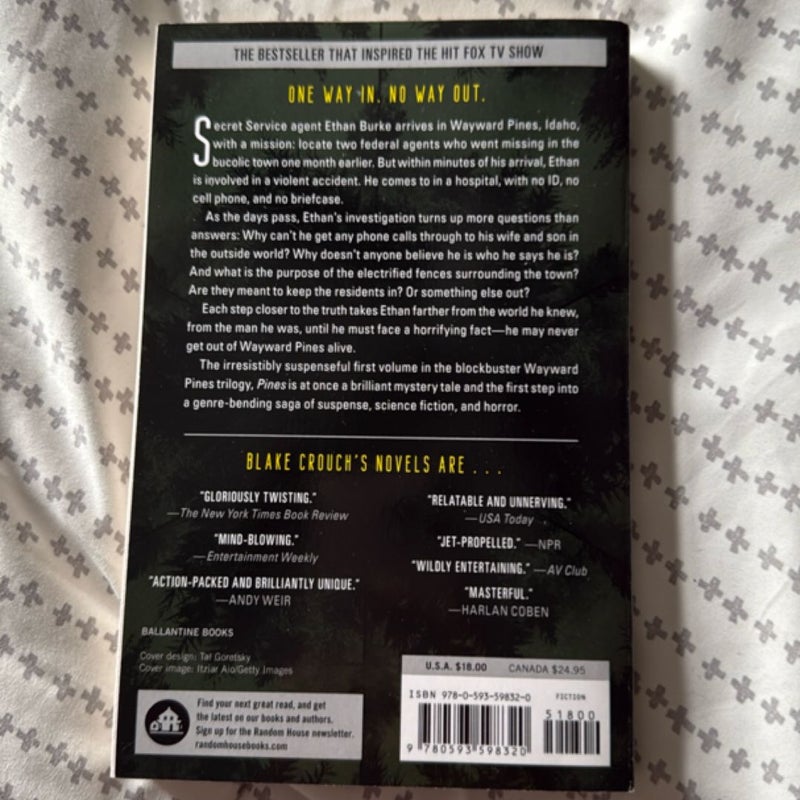 THE BESTSELLER THAT INSPIRED THE HIT FOX TV SHOW
ONE WAY IN. NO WAY OUT.
Secret Service agent Ethan Burke arrives in Wayward Pines, Idaho,
with a mission: locate two federal agents who went missing in the
bucolic town one month earlier. But within minutes of his arrival, Ethan
is involved in a violent accident. He comes to in a hospital, with no ID, no
cell phone, and no briefcase.
As the days pass, Ethan's investigation turns up more questions than
answers: Why can't he get any phone calls through to his wife and son in
the outside world? Why doesn't anyone believe he is who he says he is?
And what is the purpose of the electrified fences surrounding the town?
Are they meant to keep the residents in? Or something else out?
Each step closer to the truth takes Ethan farther from the world he knew,
from the man he was, until he must face a horrifying fact—he may never
get out of Wayward Pines alive.
The irresistibly suspenseful first volume in the blockbuster Wayward
Pines trilogy, Pines is at once a brilliant mystery tale and the first step into
a genre-bending saga of suspense, science fiction, and horror.
BLAKE CROUCH'S NOVELS ARE . . .
"GLORIOUSLY TWISTING."
—The New York Times Book Review
"MIND-BLOWING."
—Entertainment Weekly
"ACTION-PACKED AND BRILLIANTLY UNIQUE."
—ANDY WEIR
"RELATABLE AND UNNERVING."
—USA Today
"JET-PROPELLED." —NPR
"WILDLY ENTERTAINING." —AV Club
"MASTERFUL."
—HARLAN COBEN
BALLANTINE BOOKS
Cover design: Tal Goretsky
Cover image: Itziar Aio/Getty Images
Find your next great read, and get
the latest on our books and authors.
Sign up for the Random House newsletter.
randomhousebooks.com
U.S.A. $18.00 CANADA $24.95
ISBN 978-0-593-59832-0 FICTION
51800
9 780593 598320